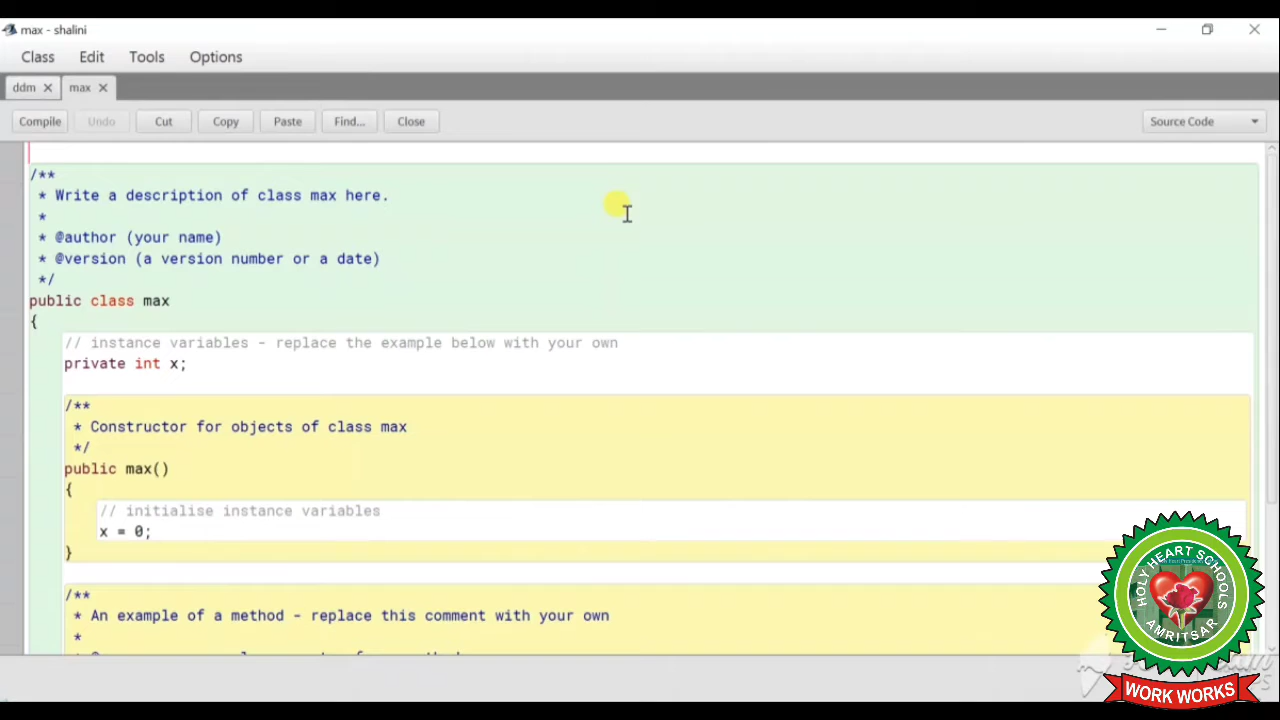 max - shalini
Class Edit Tools Options
ddm max
Compile Undo Cut Copy Paste Find... Close Source Code
/**
* Write a description of class max here.
*
* @author (your name)
* @version (a version number or a date)
*/
public class max
{
// instance variables - replace the example below with your own
private int x;
/**
* Constructor for objects of class max
*/
public max()
{
// initialise instance variables
x = 0;
}
/**
* An example of a method - replace this comment with your own
*
HOLY HEART SCHOOLS
AMRITSAR
WORK WORKS